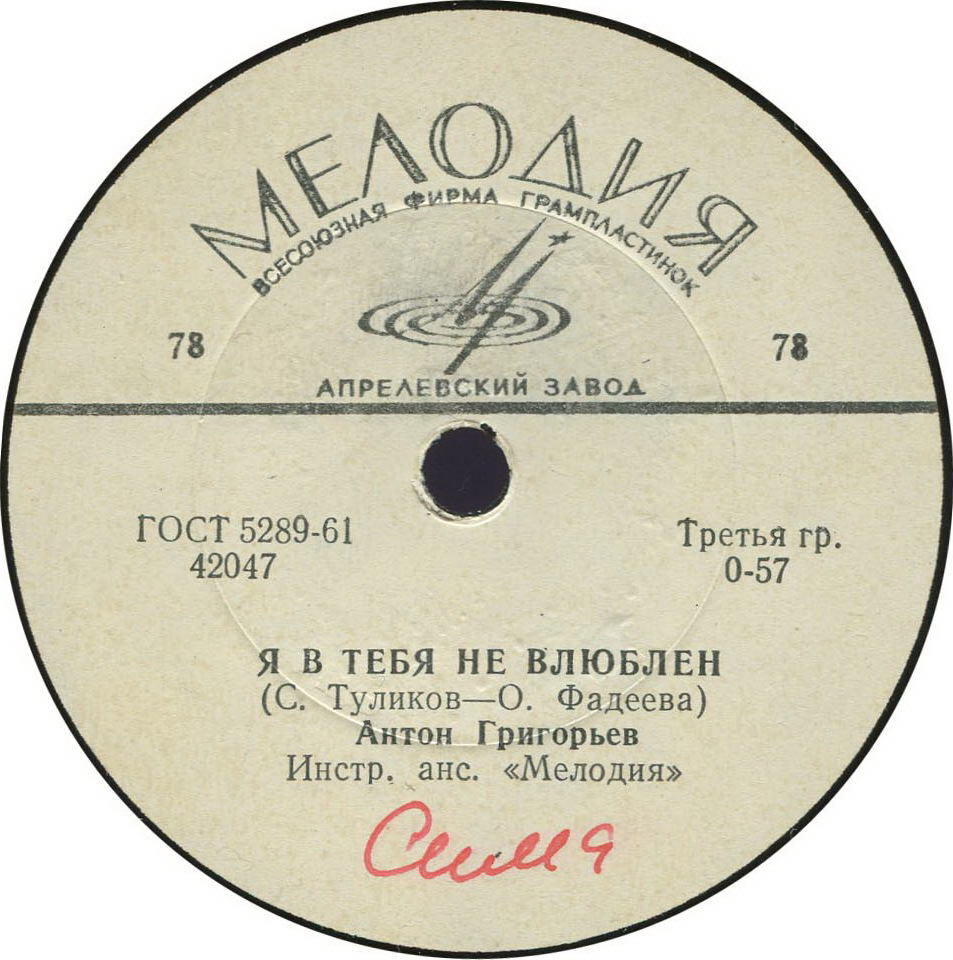 МЕЛОДИЯ
ВСЕСОЮЗНАЯ ФИРМА ГРАМПЛАСТИНОК
78 78
АПРЕЛЕВСКИЙ ЗАВОД
ГОСТ 5289-61 Третья гр.
42047 0-57
Я В ТЕБЯ НЕ ВЛЮБЛЕН
(С. Туликов—О. Фадеева)
Антон Григорьев
Инстр. анс. «Мелодия»